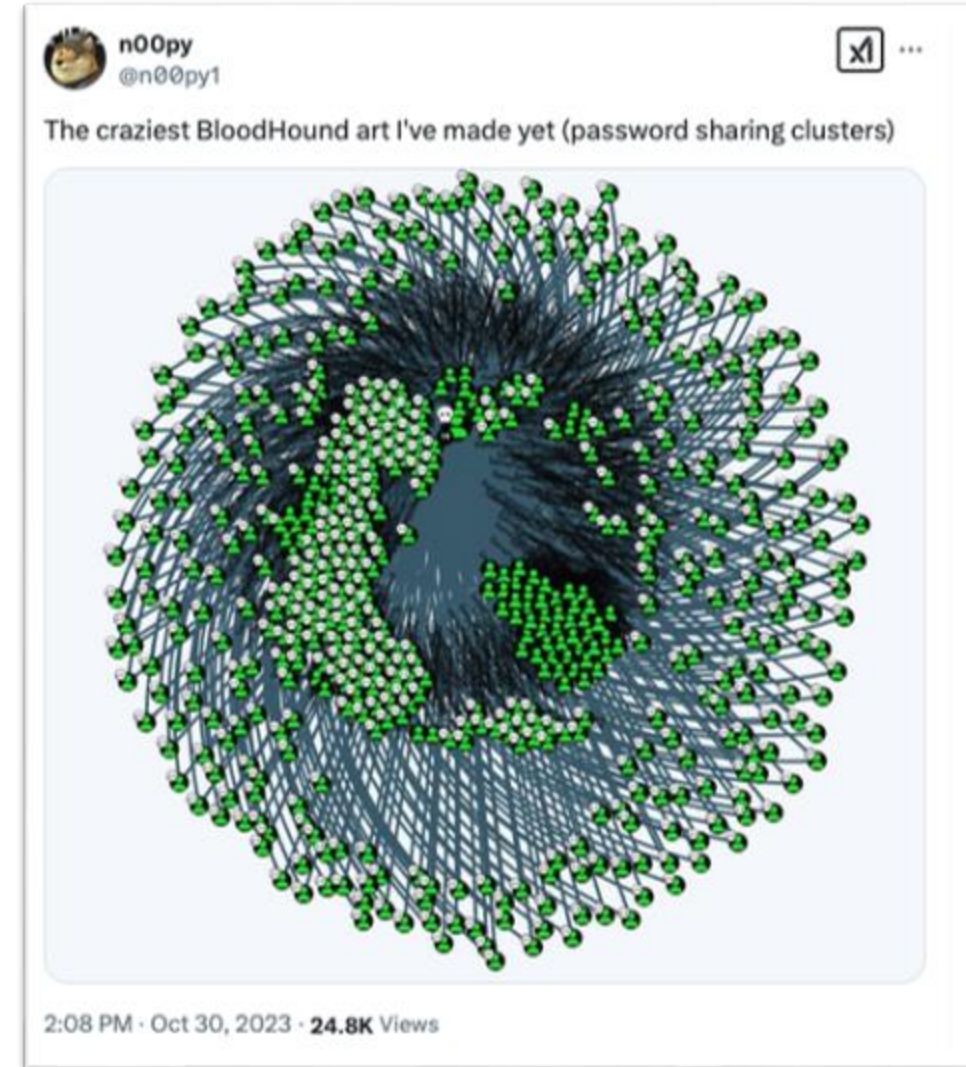 n00py
@n00py1
The craziest BloodHound art I've made yet (password sharing clusters)
2:08 PM · Oct 30, 2023 · 24.8K Views